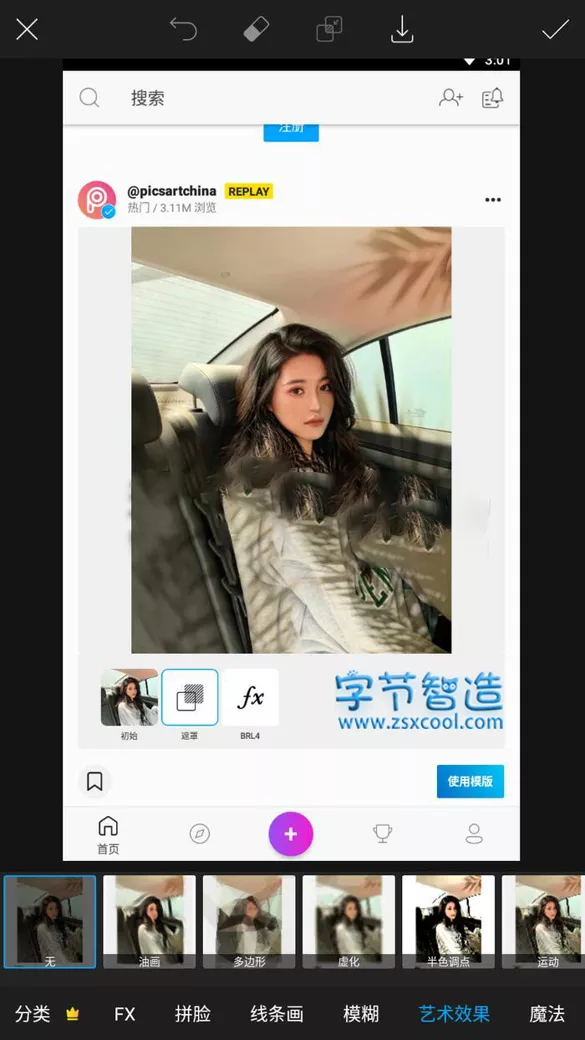 3:01
搜索
注册
@picsartchina REPLAY
热门 / 3.11M 浏览
初始 遮罩 BRL4
fx
字节智造
www.zsxcool.com
使用模版
首页
无 油画 多边形 虚化 半色调点 运动
分类 FX 拼脸 线条画 模糊 艺术效果 魔法